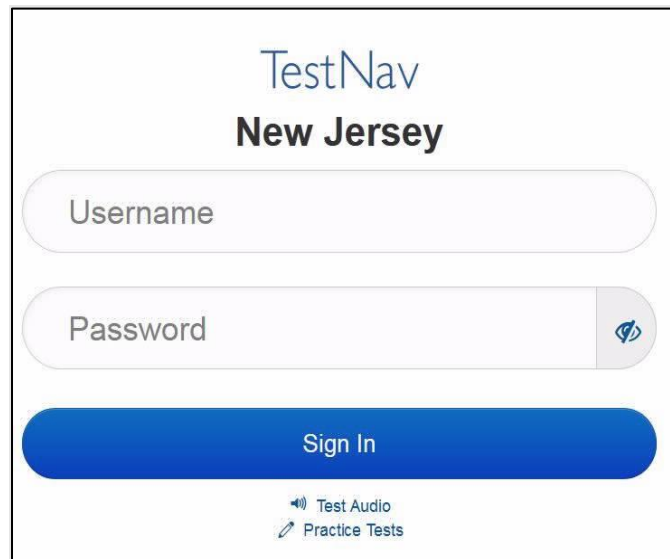 TestNav
New Jersey
Username
Password
Sign In
Test Audio
Practice Tests